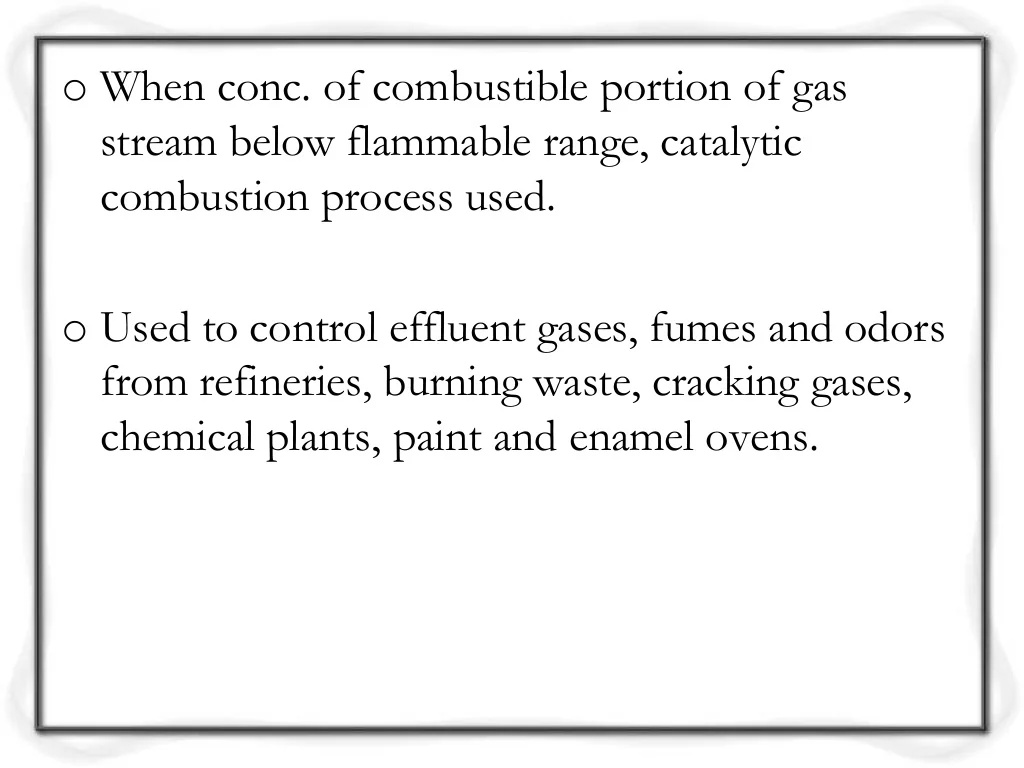 o When conc. of combustible portion of gas
stream below flammable range, catalytic
combustion process used.
o Used to control effluent gases, fumes and odors
from refineries, burning waste, cracking gases,
chemical plants, paint and enamel ovens.